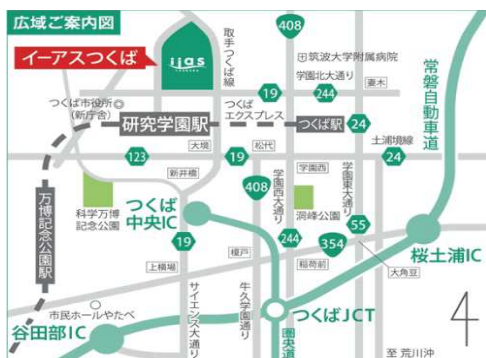 広域ご案内図
イーアスつくば
iias
取手つくば線
408
筑波大学附属病院
学園北大通り
妻木
19
244
つくば市役所
(新庁舎)
研究学園駅
つくば
エクスプレス
つくば駅
24
常磐自動車道
土浦境線
大境
松代
123
19
24
新井橋
学園西
万博記念公園駅
科学万博
記念公園
つくば
中央IC
408
学園西大通り
洞峰公園
学園東大通り
55
19
榎戸
244
354
桜土浦IC
上横場
稲荷前
大角豆
市民ホールやたべ
サイエンス大通り
牛久学園通り
つくばJCT
谷田部IC
圏央道
至 荒川沖